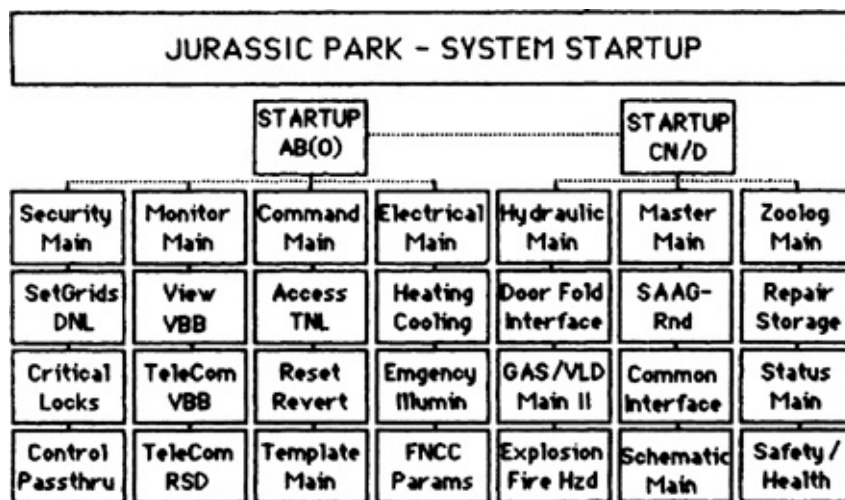 JURASSIC PARK - SYSTEM STARTUP
STARTUP
AB(0)
STARTUP
CN/D
Security
Main
Monitor
Main
Command
Main
Electrical
Main
Hydraulic
Main
Master
Main
Zoolog
Main
SetGrids
DNL
View
VBB
Access
TNL
Heating
Cooling
Door Fold
Interface
SAAG-
Rnd
Repair
Storage
Critical
Locks
TeleCom
VBB
Reset
Revert
Emgency
Illumin
GAS/VLD
Main II
Common
Interface
Status
Main
Control
Passthru
TeleCom
RSD
Template
Main
FNCC
Params
Explosion
Fire Hzd
Schematic
Main
Safety/
Health